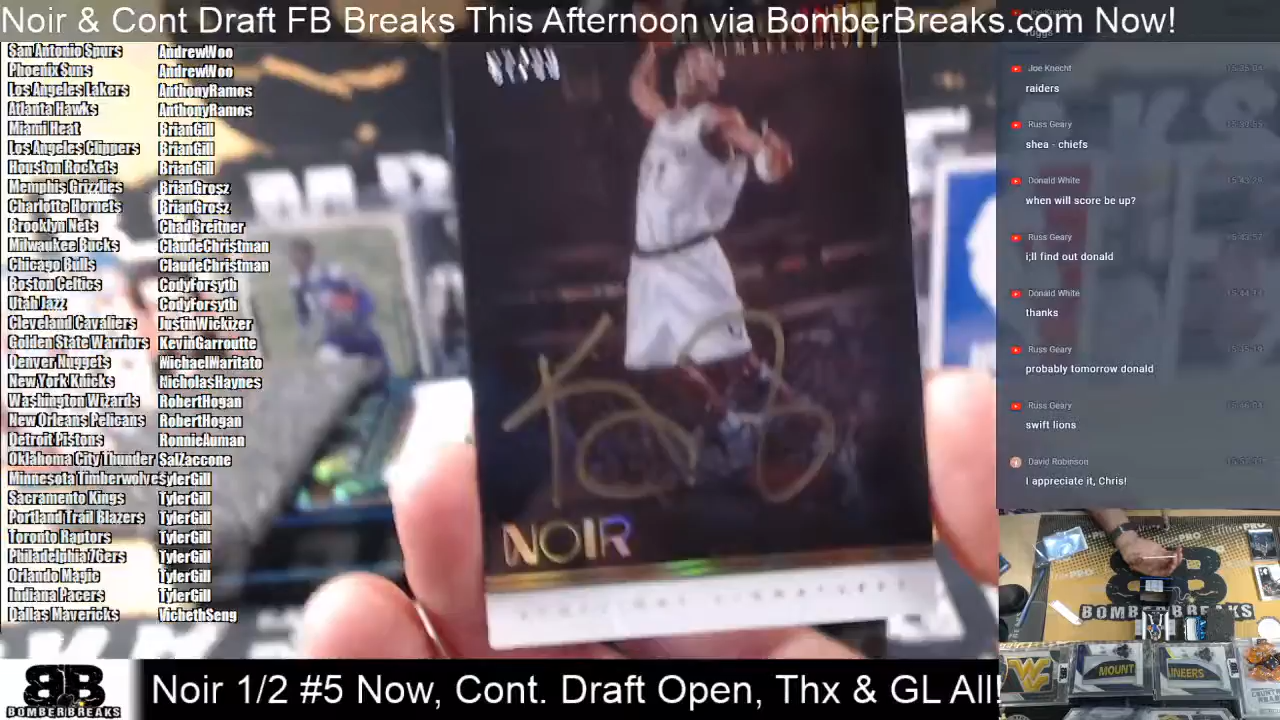 Noir & Cont Draft FB Breaks This Afternoon via BomberBreaks.com Now!
San Antonio Spurs AndrewWoo
Phoenix Suns AndrewWoo
Los Angeles Lakers AnthonyRamos
Atlanta Hawks AnthonyRamos
Miami Heat BrianGill
Los Angeles Clippers BrianGill
Houston Rockets BrianGill
Memphis Grizzlies BrianGrosz
Charlotte Hornets BrianGrosz
Brooklyn Nets ChadBreitner
Milwaukee Bucks ClaudeChristman
Chicago Bulls ClaudeChristman
Boston Celtics CodyForsyth
Utah Jazz CodyForsyth
Cleveland Cavaliers JustinWickizer
Golden State Warriors KevinGarroutte
Denver Nuggets MichaelMaritato
New York Knicks NicholasHaynes
Washington Wizards RobertHogan
New Orleans Pelicans RobertHogan
Detroit Pistons RonnieAuman
Oklahoma City Thunder SalZaccone
Minnesota Timberwolves TylerGill
Sacramento Kings TylerGill
Portland Trail Blazers TylerGill
Toronto Raptors TylerGill
Philadelphia 76ers TylerGill
Orlando Magic TylerGill
Indiana Pacers TylerGill
Dallas Mavericks VichethSeng
NOIR
Joe Knecht
raiders
Russ Geary
shea - chiefs
Donald White
when will score be up?
Russ Geary
i;ll find out donald
Donald White
thanks
Russ Geary
probably tomorrow donald
Russ Geary
swift lions
David Robinson
I appreciate it, Chris!
BOMBERBREAKS
MOUNT
INEERS
BB
BOMBERBREAKS
Noir 1/2 #5 Now, Cont. Draft Open, Thx & GL All!